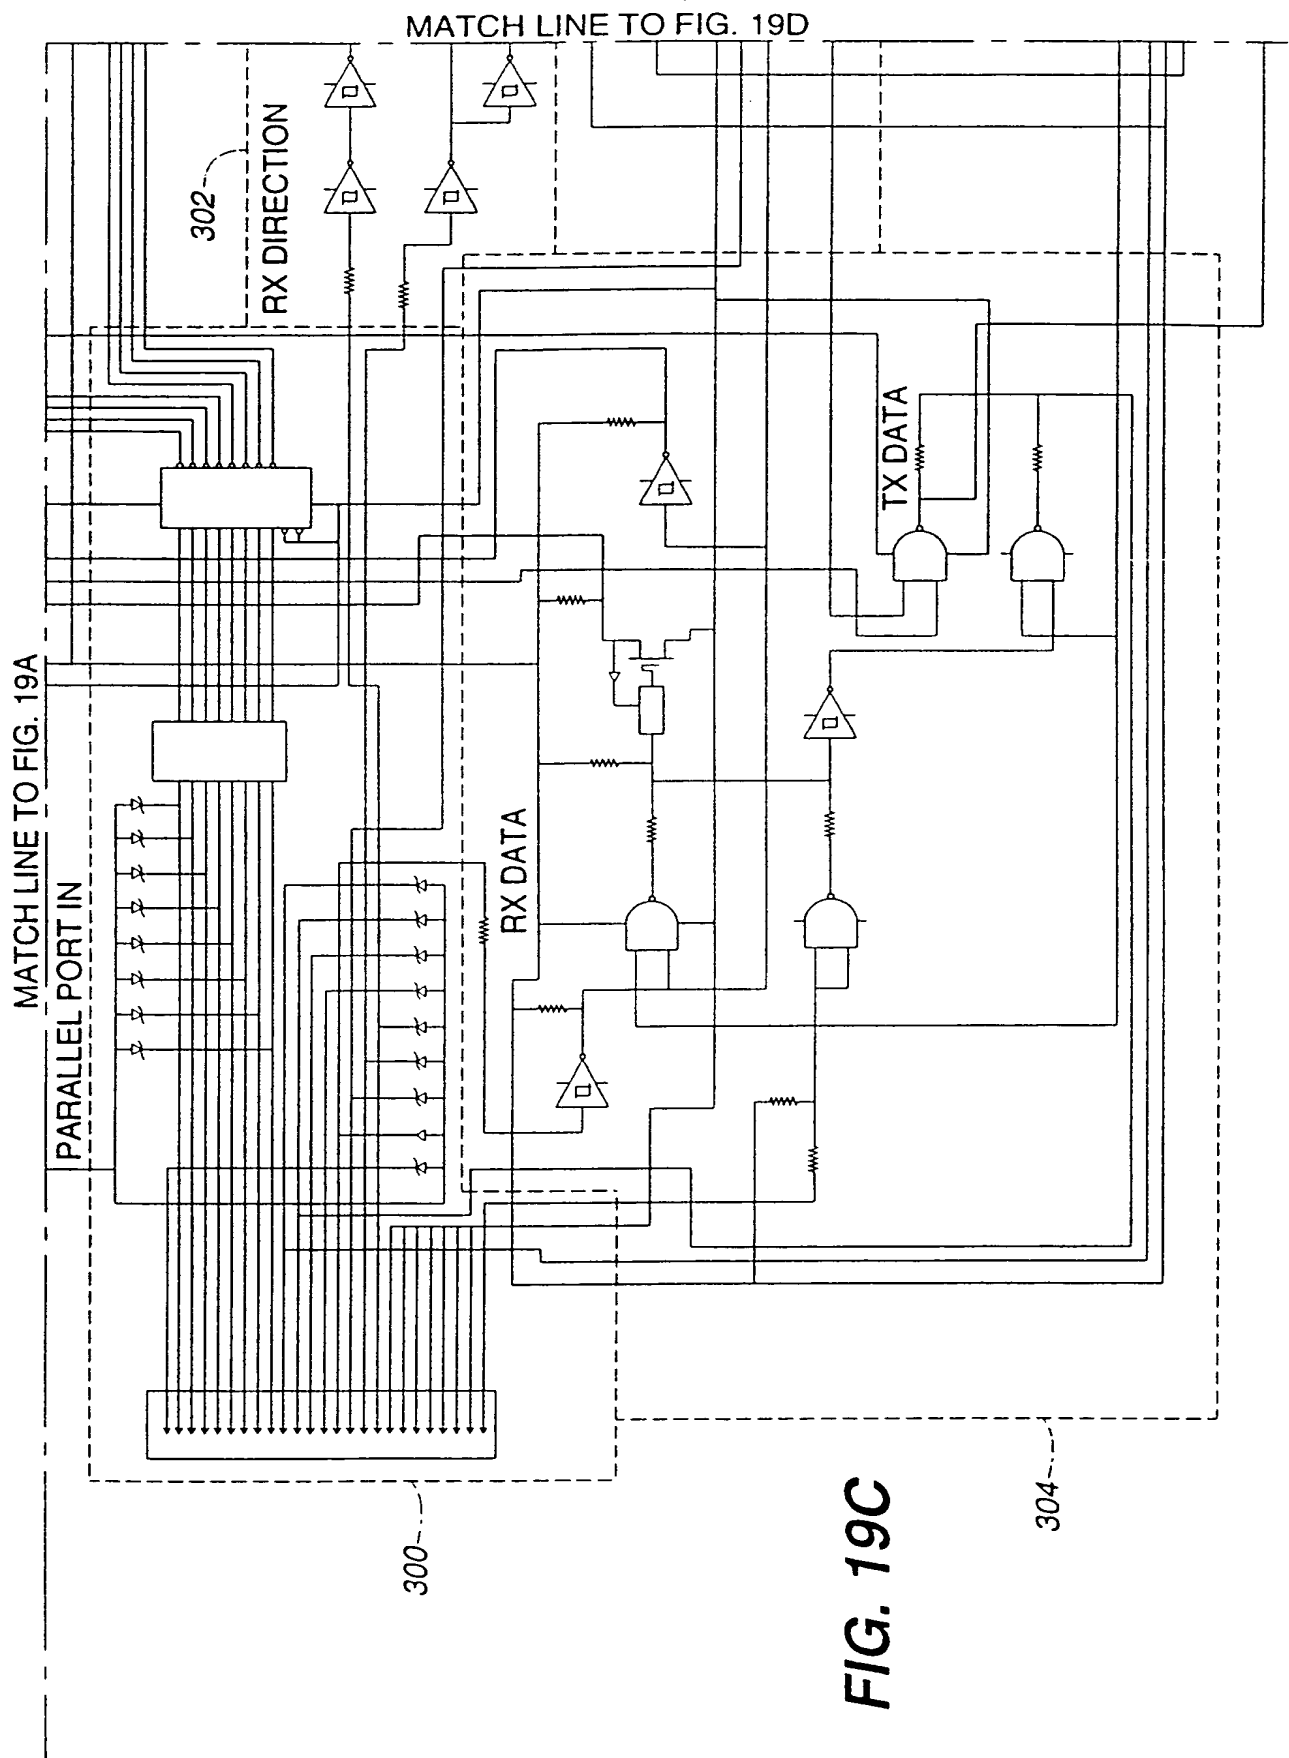 MATCH LINE TO FIG. 19D
MATCH LINE TO FIG. 19A
302
RX DIRECTION
PARALLEL PORT IN
TX DATA
RX DATA
300
304
FIG. 19C